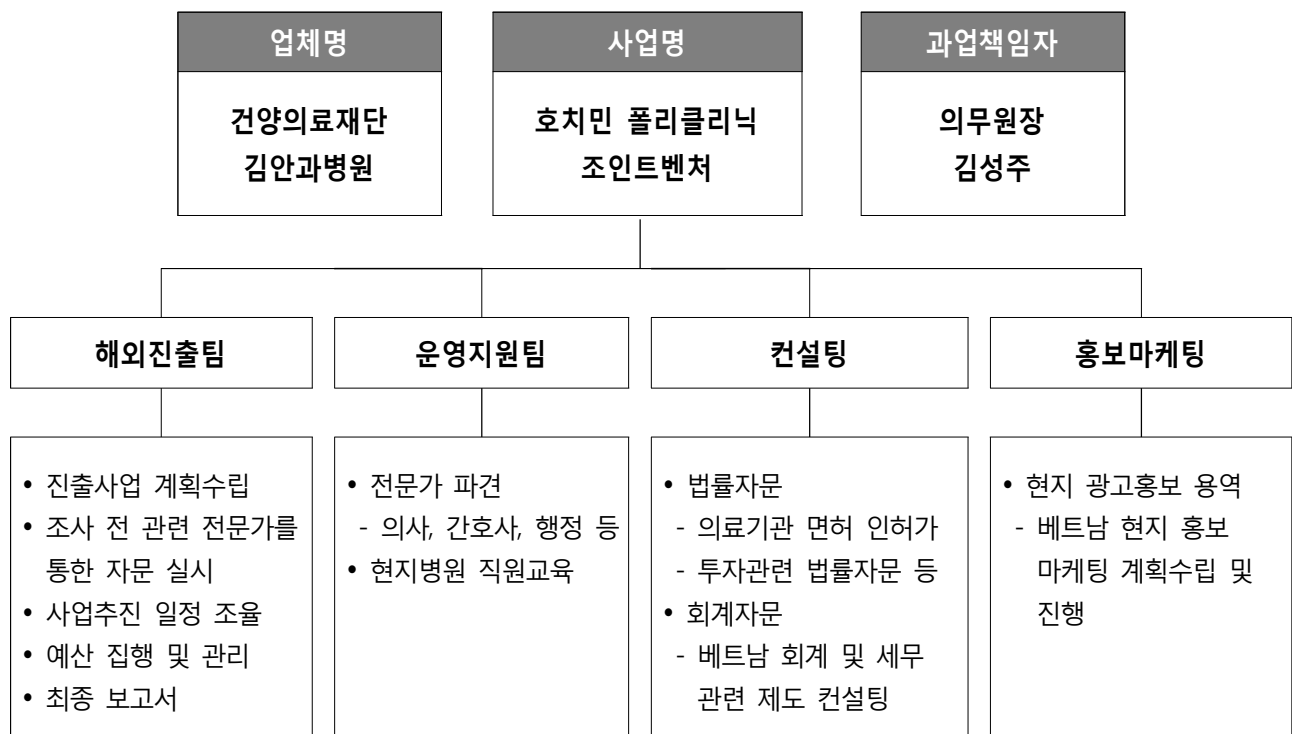 업체명
건양의료재단
김안과병원
사업명
호치민 폴리클리닉
조인트벤처
과업책임자
의무원장
김성주
해외진출팀
• 진출사업 계획수립
• 조사 전 관련 전문가를
통한 자문 실시
• 사업추진 일정 조율
• 예산 집행 및 관리
• 최종 보고서
운영지원팀
• 전문가 파견
- 의사, 간호사, 행정 등
• 현지병원 직원교육
컨설팅
• 법률자문
- 의료기관 면허 인허가
- 투자관련 법률자문 등
• 회계자문
- 베트남 회계 및 세무
관련 제도 컨설팅
홍보마케팅
• 현지 광고홍보 용역
- 베트남 현지 홍보
마케팅 계획수립 및
진행